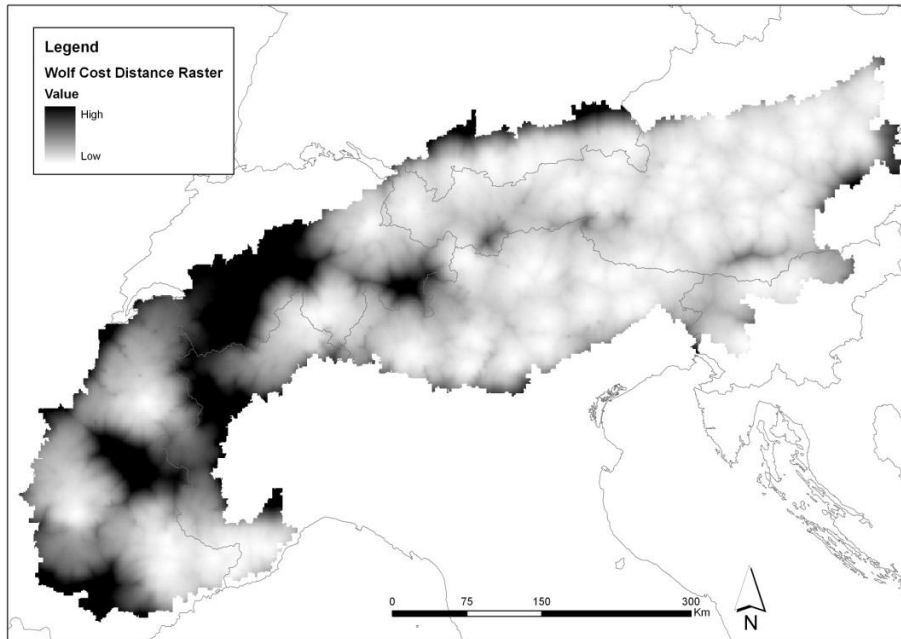 Legend
Wolf Cost Distance Raster
Value
High
Low
0 75 150 300
Km
N